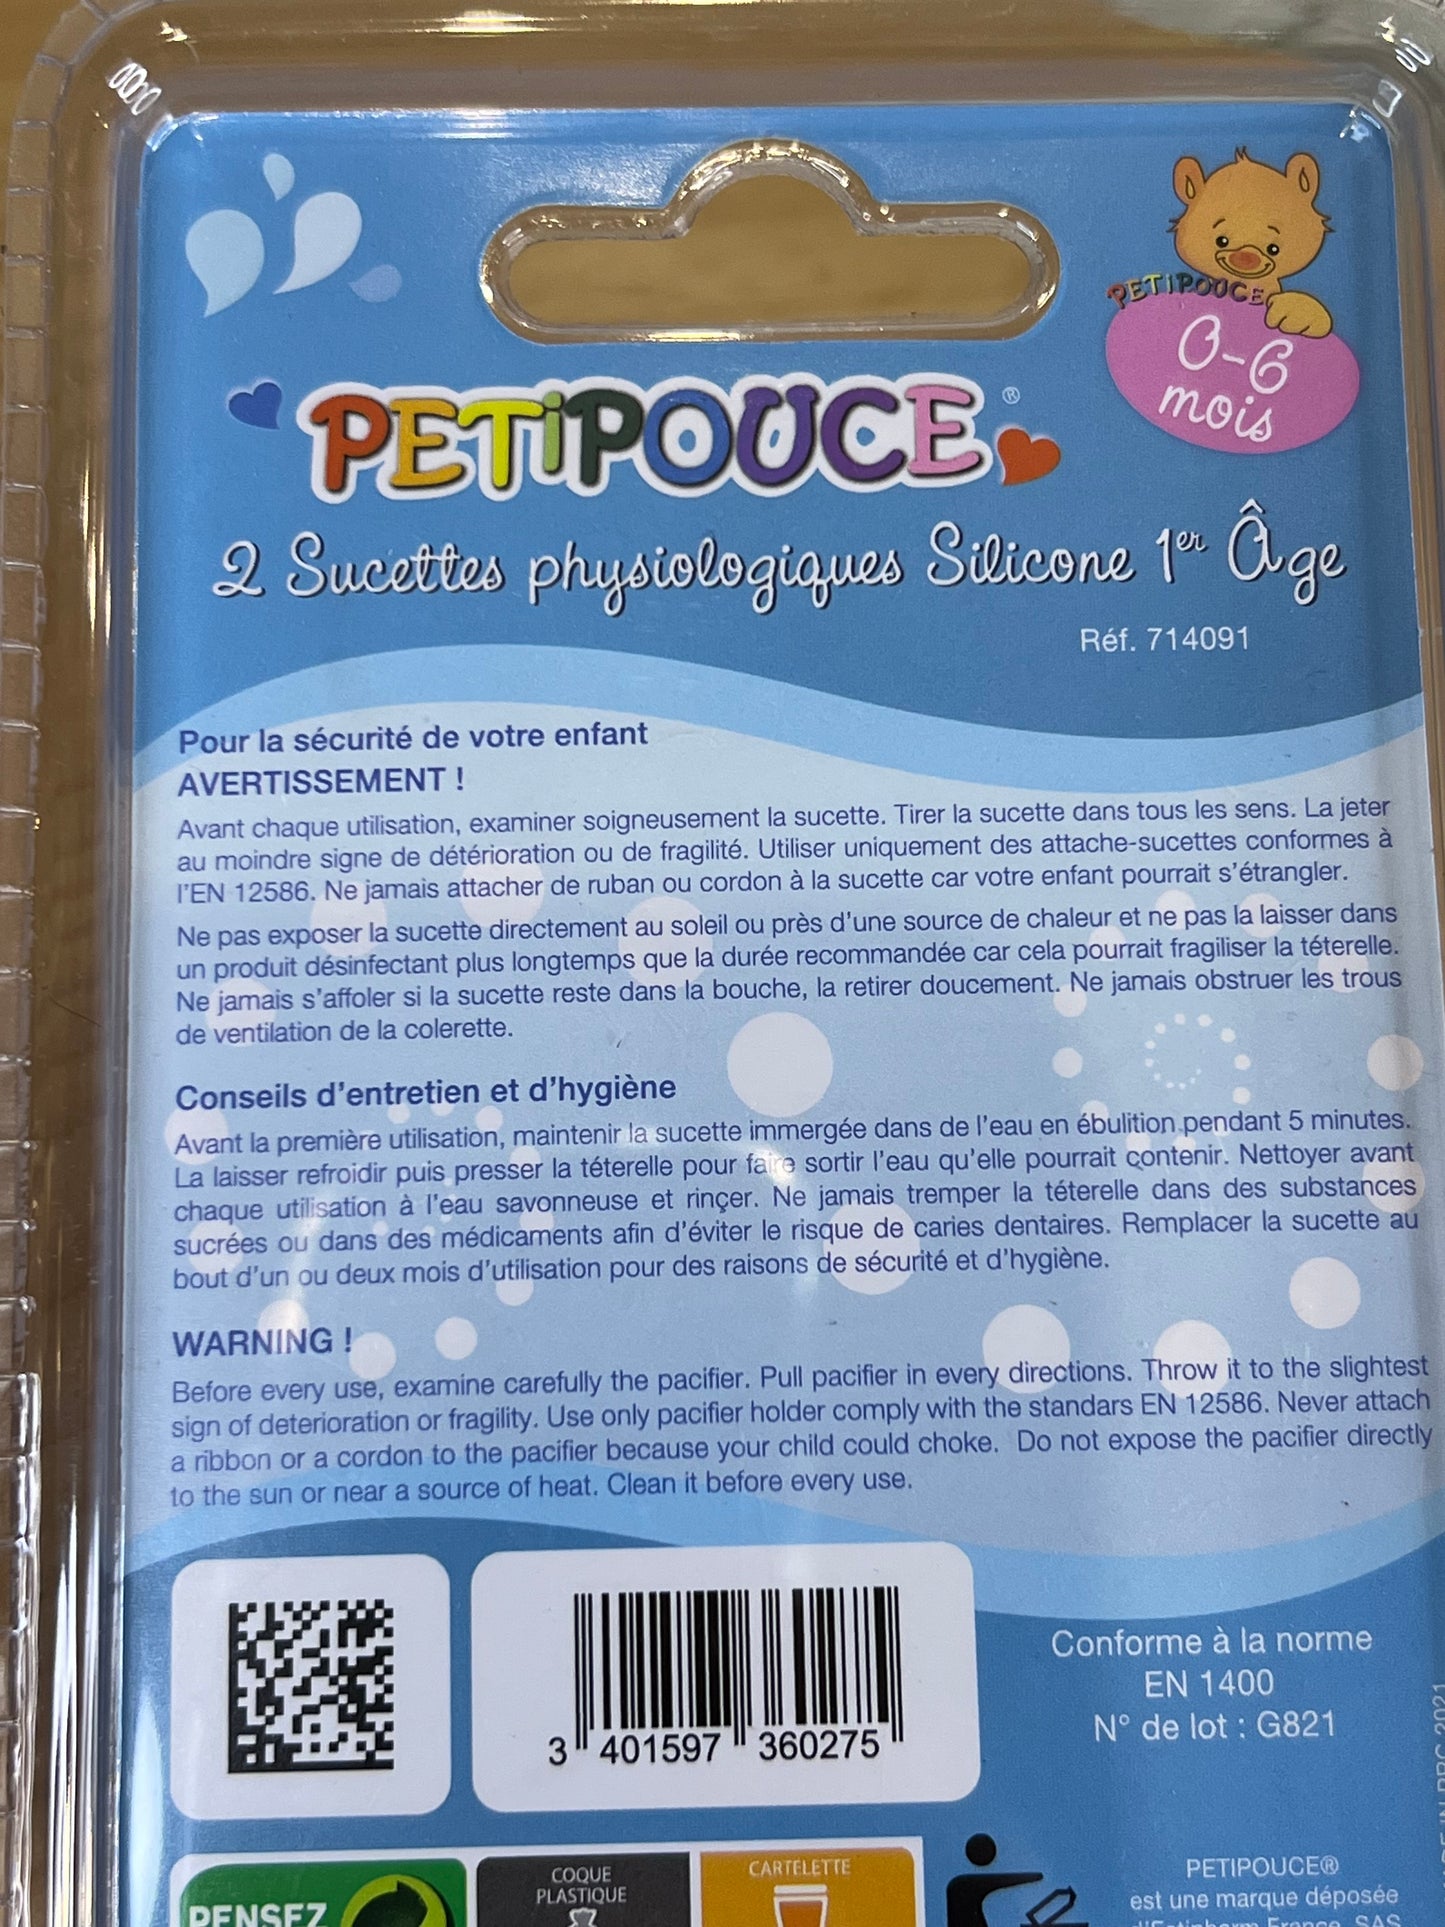 PETIPOUCE
0-6
mois
PETIPOUCE®
2 Sucettes physiologiques Silicone 1er Âge
Réf. 714091
Pour la sécurité de votre enfant
AVERTISSEMENT !
Avant chaque utilisation, examiner soigneusement la sucette. Tirer la sucette dans tous les sens. La jeter
au moindre signe de détérioration ou de fragilité. Utiliser uniquement des attache-sucettes conformes à
l'EN 12586. Ne jamais attacher de ruban ou cordon à la sucette car votre enfant pourrait s'étrangler.
Ne pas exposer la sucette directement au soleil ou près d'une source de chaleur et ne pas la laisser dans
un produit désinfectant plus longtemps que la durée recommandée car cela pourrait fragiliser la téterelle.
Ne jamais s'affoler si la sucette reste dans la bouche, la retirer doucement. Ne jamais obstruer les trous
de ventilation de la colerette.
Conseils d'entretien et d'hygiène
Avant la première utilisation, maintenir la sucette immergée dans de l'eau en ébulition pendant 5 minutes.
La laisser refroidir puis presser la téterelle pour faire sortir l'eau qu'elle pourrait contenir. Nettoyer avant
chaque utilisation à l'eau savonneuse et rinçer. Ne jamais tremper la téterelle dans des substances
sucrées ou dans des médicaments afin d'éviter le risque de caries dentaires. Remplacer la sucette au
bout d'un ou deux mois d'utilisation pour des raisons de sécurité et d'hygiène.
WARNING !
Before every use, examine carefully the pacifier. Pull pacifier in every directions. Throw it to the slightest
sign of deterioration or fragility. Use only pacifier holder comply with the standars EN 12586. Never attach
a ribbon or a cordon to the pacifier because your child could choke. Do not expose the pacifier directly
to the sun or near a source of heat. Clean it before every use.
3 401597 360275
Conforme à la norme
EN 1400
N° de lot : G821
PRC 2021
PENSEZ
COQUE
PLASTIQUE
CARTELETTE
PETIPOUCE®
est une marque déposée
France SAS